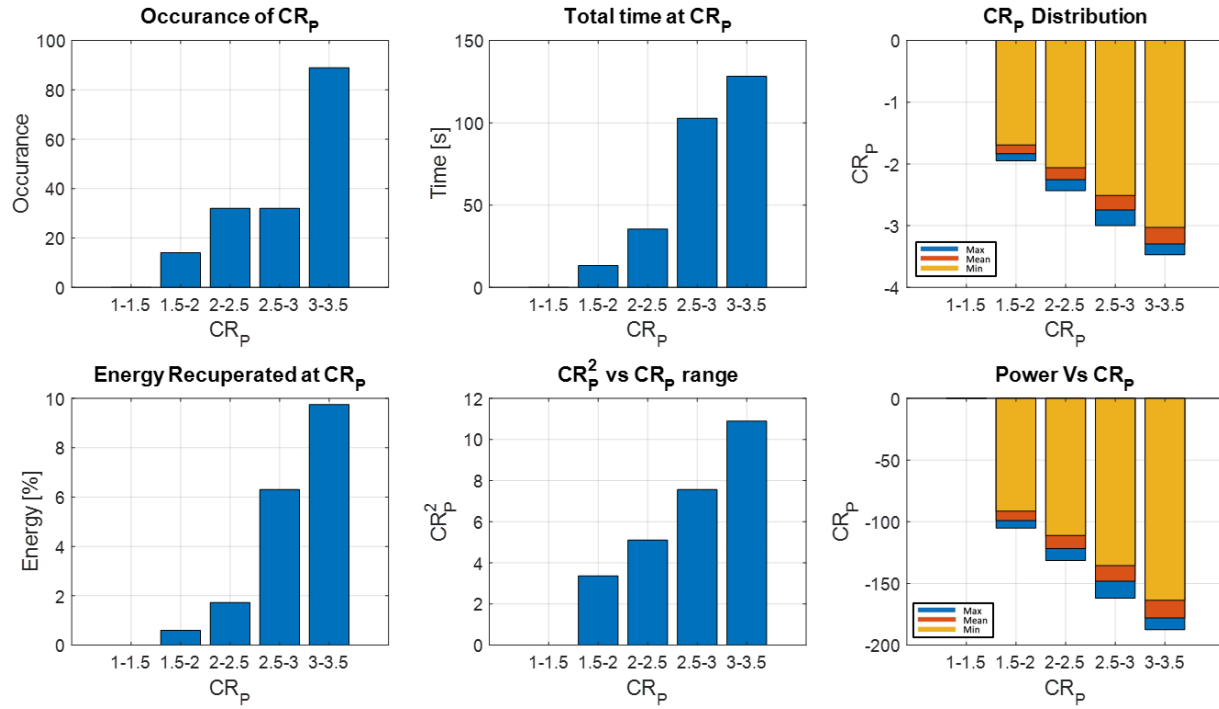 Occurance of CRP
100
80
60
40
20
0
Occurance
1-1.5 1.5-2 2-2.5 2.5-3 3-3.5
CRP
Total time at CRP
150
100
50
0
Time [s]
1-1.5 1.5-2 2-2.5 2.5-3 3-3.5
CRP
CRP Distribution
0
-1
-2
-3
-4
CRP
Max
Mean
Min
1-1.5 1.5-2 2-2.5 2.5-3 3-3.5
CRP
Energy Recuperated at CRP
10
8
6
4
2
0
Energy [%]
1-1.5 1.5-2 2-2.5 2.5-3 3-3.5
CRP
CRP2 vs CRP range
12
10
8
6
4
2
0
CRP2
1-1.5 1.5-2 2-2.5 2.5-3 3-3.5
CRP
Power Vs CRP
0
-50
-100
-150
-200
CRP
Max
Mean
Min
1-1.5 1.5-2 2-2.5 2.5-3 3-3.5
CRP